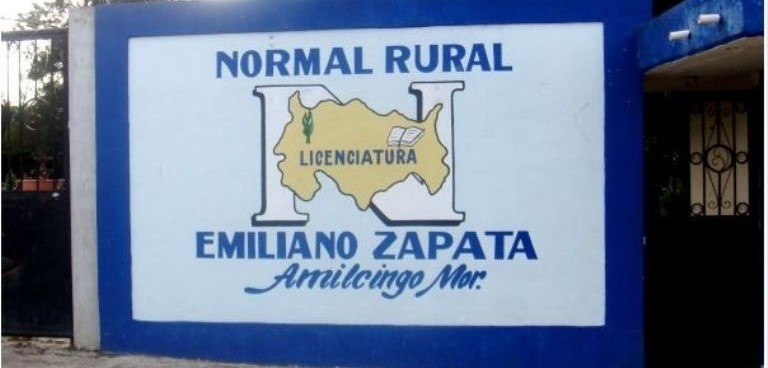 NORMAL RURAL
N
LICENCIATURA
EMILIANO ZAPATA
Amilcingo Mor.